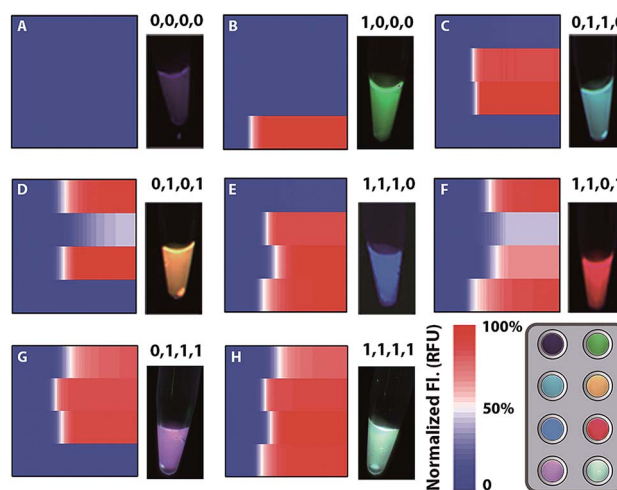 A 0,0,0,0
B 1,0,0,0
C 0,1,1,0
D 0,1,0,1
E 1,1,1,0
F 1,1,0,1
G 0,1,1,1
H 1,1,1,1
Normalized Fl. (RFU)
100%
50%
0